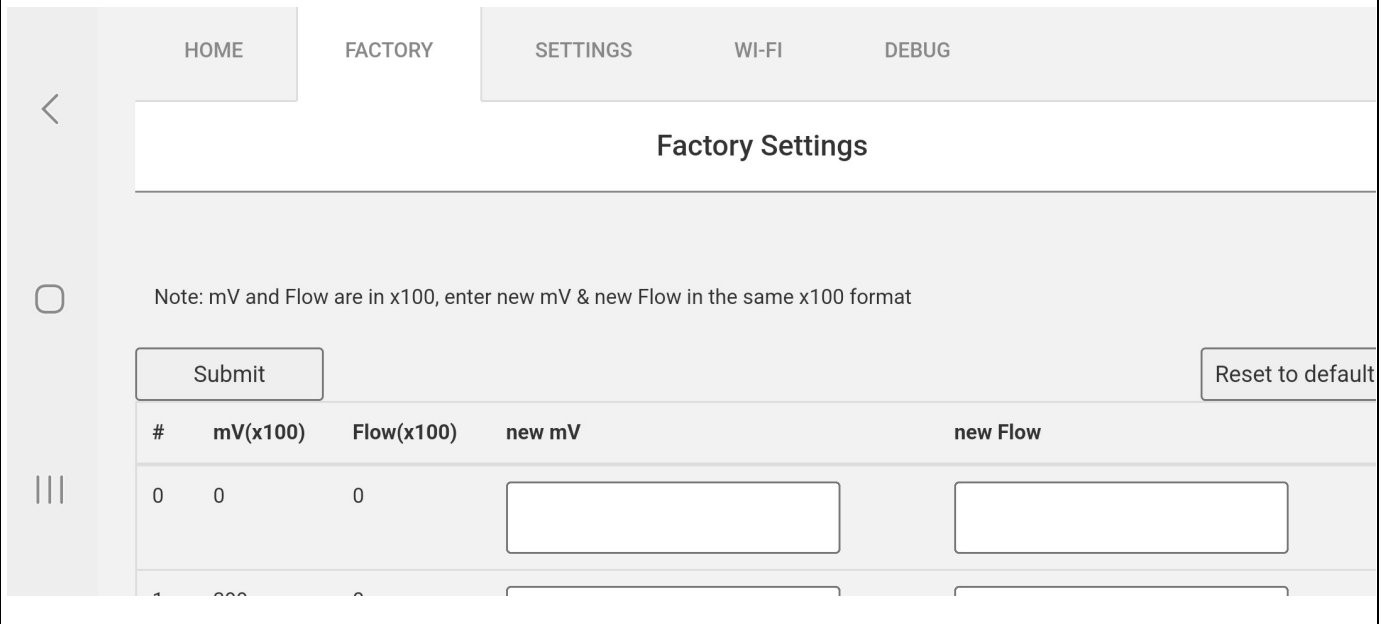 HOME FACTORY SETTINGS WI-FI DEBUG
Factory Settings
Note: mV and Flow are in x100, enter new mV & new Flow in the same x100 format
Submit Reset to default
# mV(x100) Flow(x100) new mV new Flow
0 0 0